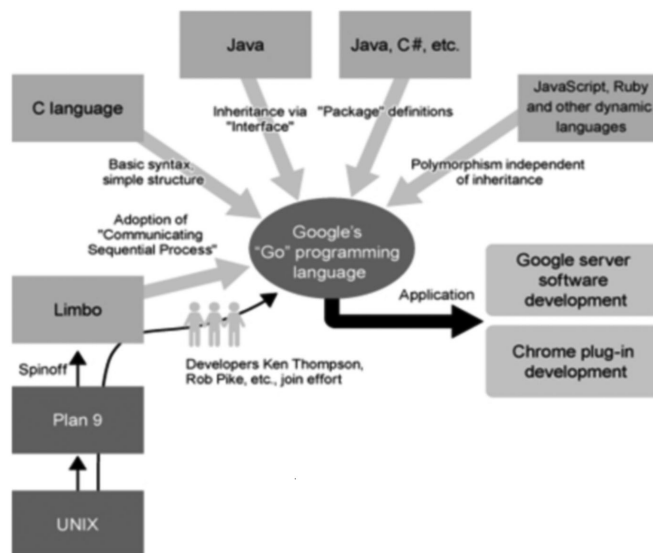 Java
Java, C#, etc.
C language
JavaScript, Ruby
and other dynamic
languages
Inheritance via
"Interface"
"Package" definitions
Basic syntax,
simple structure
Polymorphism independent
of inheritance
Adoption of
"Communicating
Sequential Process"
Google's
"Go" programming
language
Google server
software
development
Application
Limbo
Chrome plug-in
development
Developers Ken Thompson,
Rob Pike, etc., join effort
Spinoff
Plan 9
UNIX